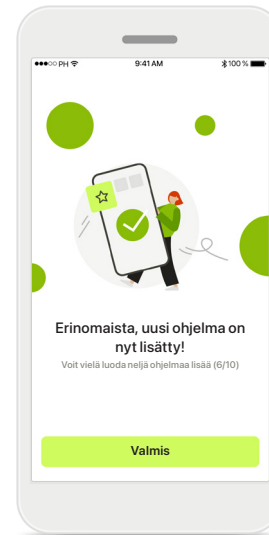 PH 9:41 AM 100 %
Erinomaista, uusi ohjelma on
nyt lisätty!
Voit vielä luoda neljä ohjelmaa lisää (6/10)
Valmis